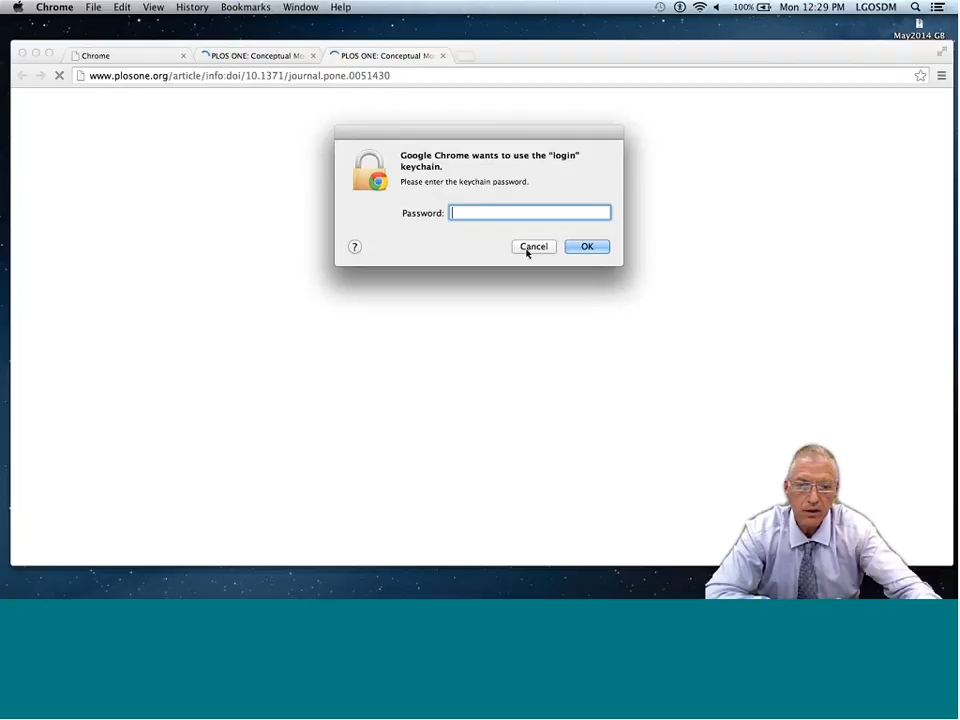 Chrome File Edit View History Bookmarks Window Help 100% Mon 12:29 PM LGOSDM
May2014 GB
Chrome PLOS ONE: Conceptual Mo PLOS ONE: Conceptual Mo
www.plosone.org/article/info:doi/10.1371/journal.pone.0051430
Google Chrome wants to use the "login"
keychain.
Please enter the keychain password.
Password:
? Cancel OK